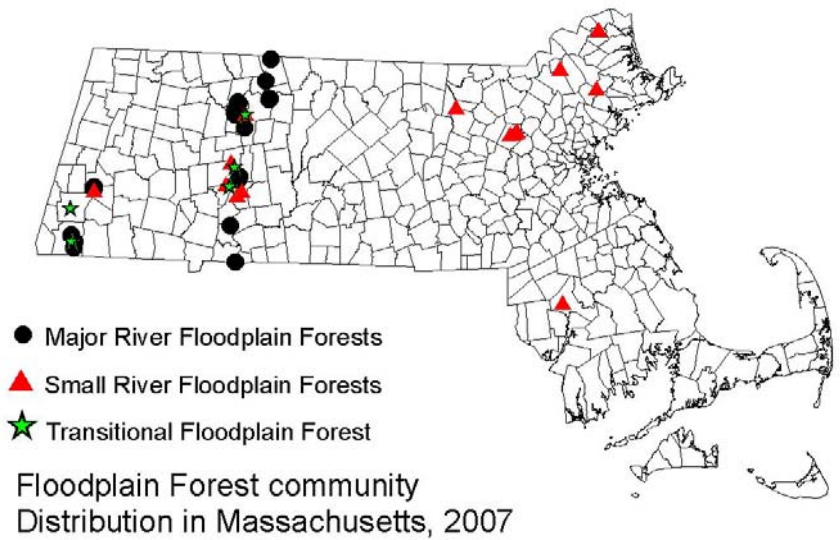 Major River Floodplain Forests
Small River Floodplain Forests
Transitional Floodplain Forest
Floodplain Forest community
Distribution in Massachusetts, 2007